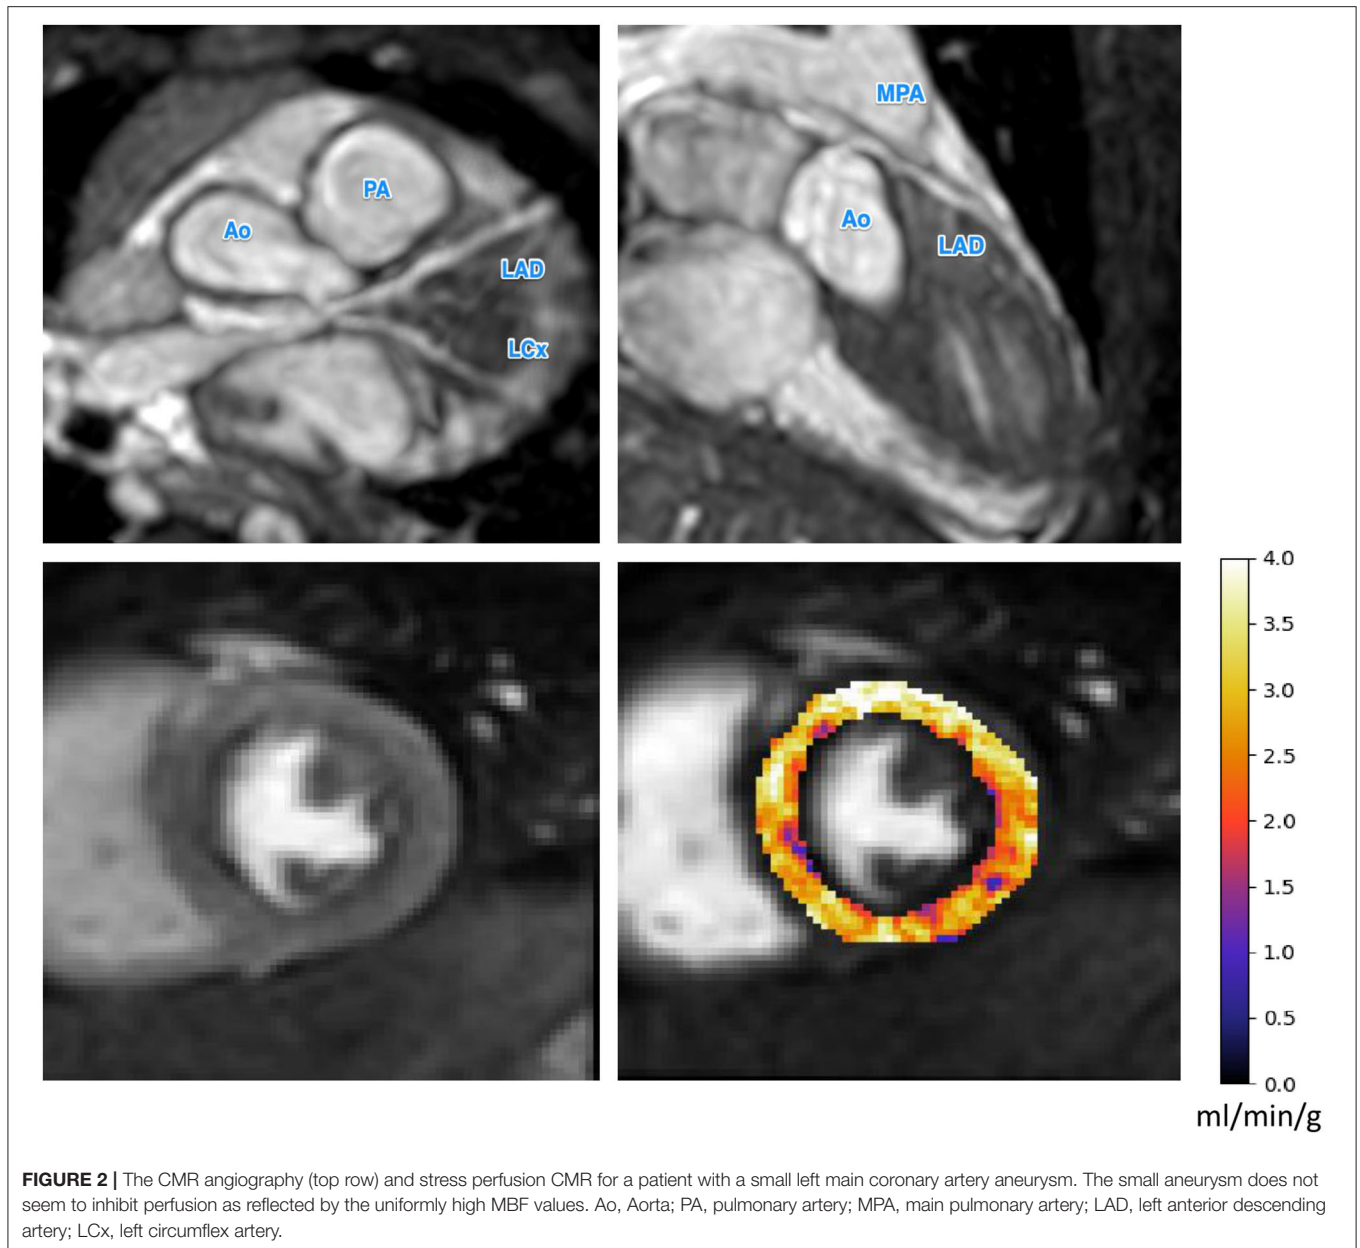 MPA
PA
Ao
Ao
LAD
LAD
LCx
4.0
3.5
3.0
2.5
2.0
1.5
1.0
0.5
0.0
ml/min/g
FIGURE 2 | The CMR angiography (top row) and stress perfusion CMR for a patient with a small left main coronary artery aneurysm. The small aneurysm does not
seem to inhibit perfusion as reflected by the uniformly high MBF values. Ao, Aorta; PA, pulmonary artery; MPA, main pulmonary artery; LAD, left anterior descending
artery; LCx, left circumflex artery.